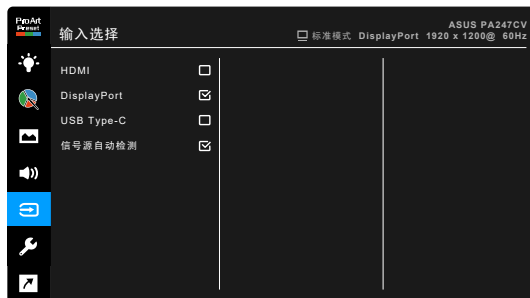 ProArt
Preset
输入选择
ASUS PA247CV
标准模式 DisplayPort 1920 x 1200@ 60Hz
HDMI
DisplayPort
USB Type-C
信号源自动检测